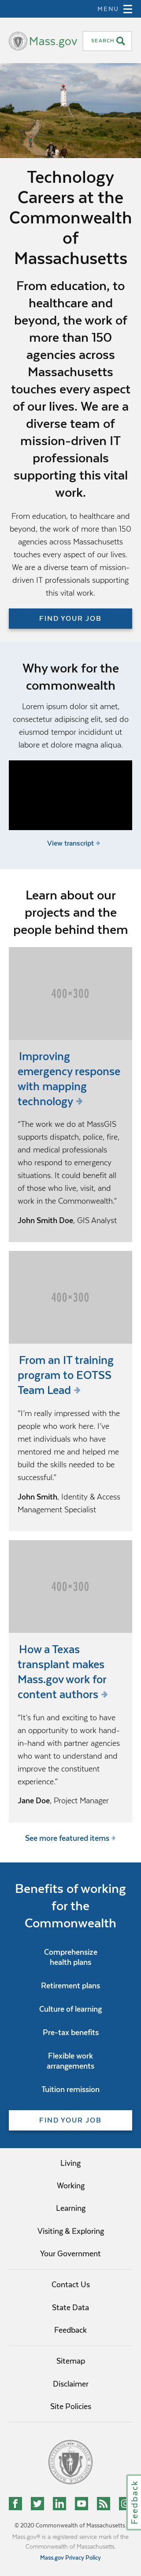 MENU
Mass.gov
SEARCH
Technology
Careers at the
Commonwealth
of
Massachusetts
From education, to
healthcare and
beyond, the work of
more than 150
agencies across
Massachusetts
touches every aspect
of our lives. We are a
diverse team of
mission-driven IT
professionals
supporting this vital
work.
From education, to healthcare and
beyond, the work of more than 150
agencies across Massachusetts
touches every aspect of our lives.
We are a diverse team of mission-
driven IT professionals supporting
this vital work.
FIND YOUR JOB
Why work for the
commonwealth
Lorem ipsum dolor sit amet,
consectetur adipiscing elit, sed do
eiusmod tempor incididunt ut
labore et dolore magna aliqua.
View transcript
Learn about our
projects and the
people behind them
400×300
Improving
emergency response
with mapping
technology
“The work we do at MassGIS
supports dispatch, police, fire,
and medical professionals
who respond to emergency
situations. It could benefit all
of those who live, visit, and
work in the Commonwealth.”
John Smith Doe, GIS Analyst
400×300
From an IT training
program to EOTSS
Team Lead
“I’m really impressed with the
people who work here. I’ve
met individuals who have
mentored me and helped me
build the skills needed to be
successful.”
John Smith, Identity & Access
Management Specialist
400×300
How a Texas
transplant makes
Mass.gov work for
content authors
“It’s fun and exciting to have
an opportunity to work hand-
in-hand with partner agencies
who want to understand and
improve the constituent
experience.”
Jane Doe, Project Manager
See more featured items
Benefits of working
for the
Commonwealth
Comprehensize
health plans
Retirement plans
Culture of learning
Pre-tax benefits
Flexible work
arrangements
Tuition remission
FIND YOUR JOB
Living
Working
Learning
Visiting & Exploring
Your Government
Contact Us
State Data
Feedback
Sitemap
Disclaimer
Site Policies
Feedback
© 2020 Commonwealth of Massachusetts.
Mass.gov® is a registered service mark of the
Commonwealth of Massachusetts.
Mass.gov Privacy Policy